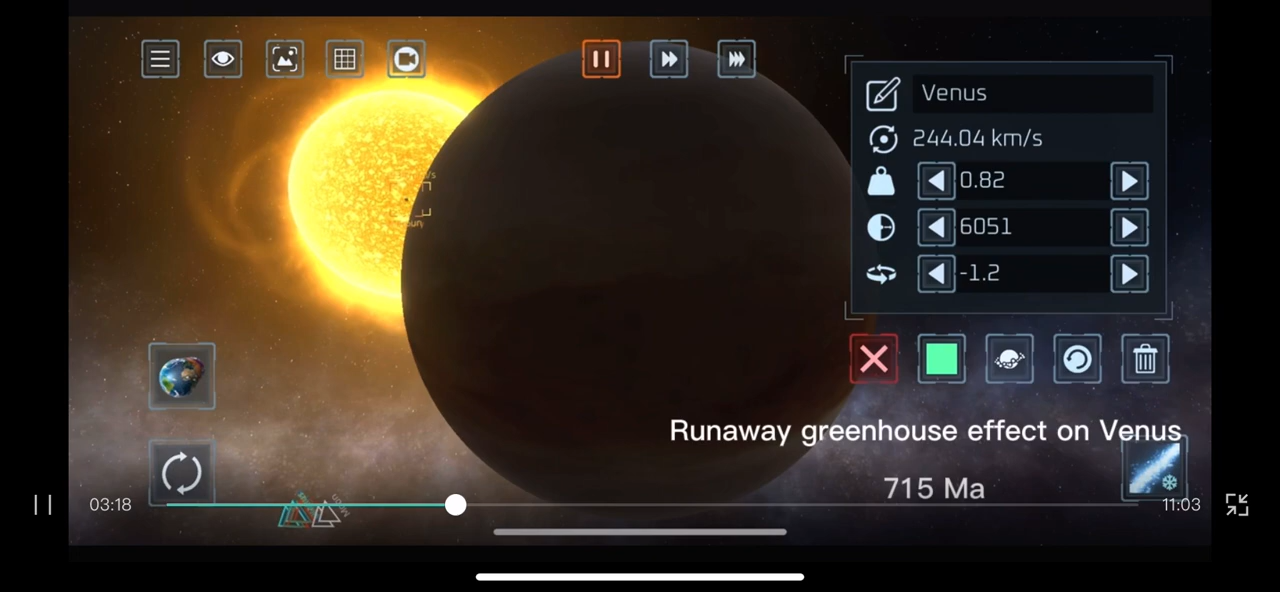 Venus
244.04 km/s
0.82
6051
-1.2
Runaway greenhouse effect on Venus
715 Ma
03:18
11:03